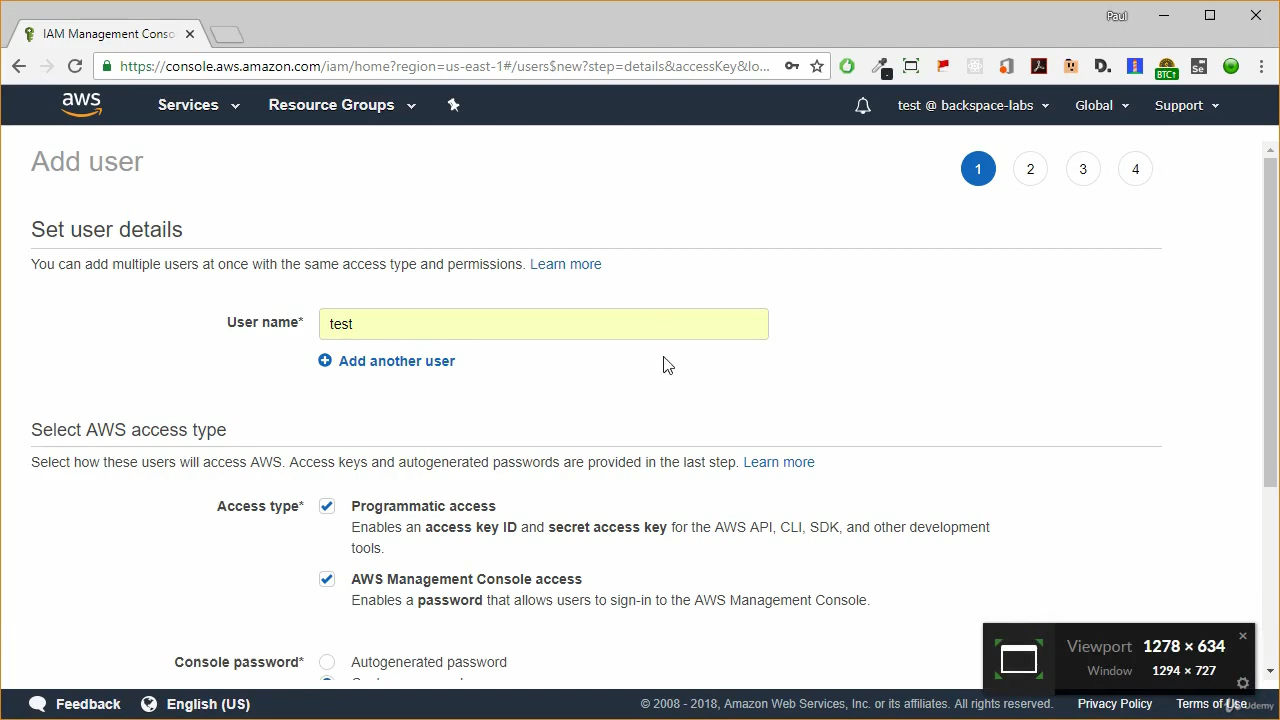 Paul
IAM Management Conso
https://console.aws.amazon.com/iam/home?region=us-east-1#/users$new?step=details&accessKey&lo...
D.
BTC↑
Se
aws
Services
Resource Groups
test @ backspace-labs
Global
Support
Add user
1
2
3
4
Set user details
You can add multiple users at once with the same access type and permissions. Learn more
User name*
test
Add another user
Select AWS access type
Select how these users will access AWS. Access keys and autogenerated passwords are provided in the last step. Learn more
Access type*
Programmatic access
Enables an access key ID and secret access key for the AWS API, CLI, SDK, and other development
tools.
AWS Management Console access
Enables a password that allows users to sign-in to the AWS Management Console.
Console password*
Autogenerated password
Viewport 1278 × 634
Window 1294 × 727
Feedback
English (US)
© 2008 - 2018, Amazon Web Services, Inc. or its affiliates. All rights reserved.
Privacy Policy
Terms of Use
Udemy